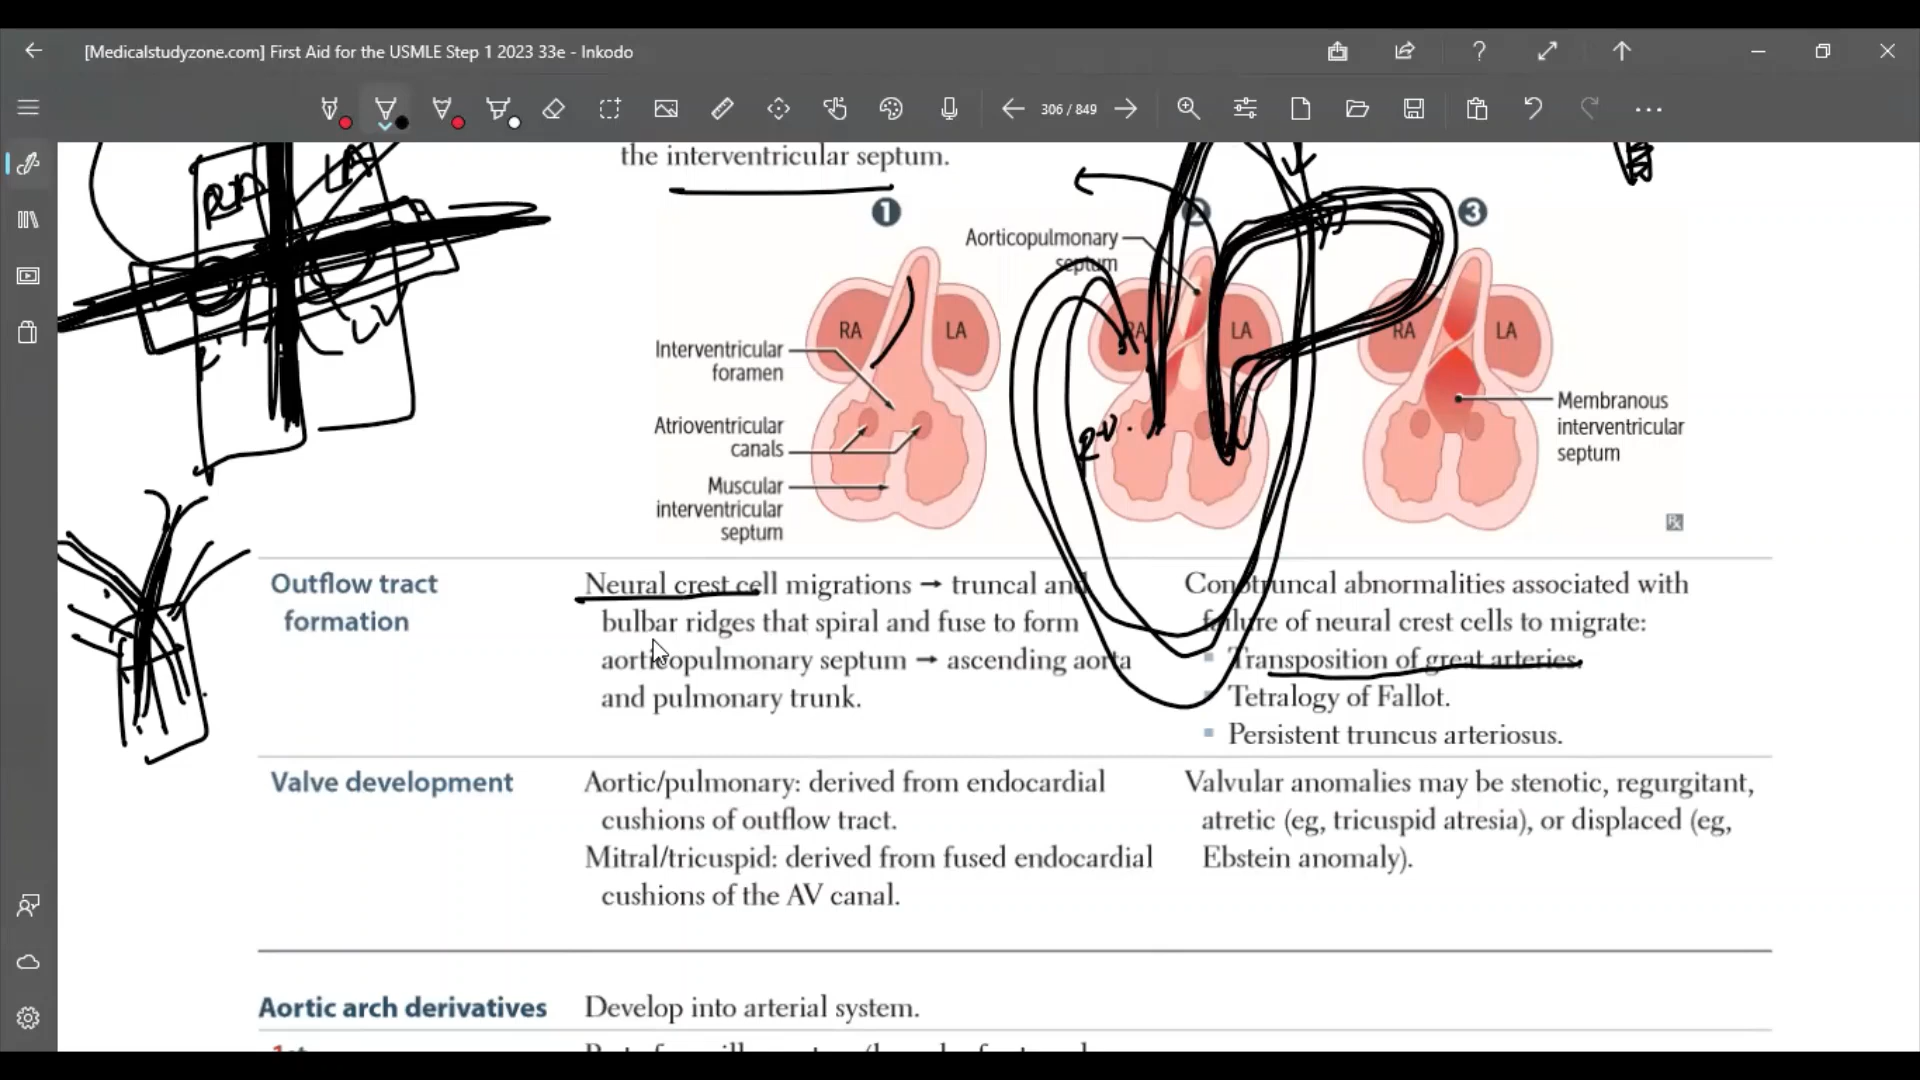 [Medicalstudyzone.com] First Aid for the USMLE Step 1 2023 33e - Inkodo
306 / 849
the interventricular septum.
1
2
3
Aorticopulmonary
septum
RA
LA
RA
LA
RA
LA
Interventricular
foramen
Atrioventricular
canals
Muscular
interventricular
septum
Membranous
interventricular
septum
RA
LA
LV
RV
Outflow tract
formation
Neural crest cell migrations → truncal and
bulbar ridges that spiral and fuse to form
aorticopulmonary septum → ascending aorta
and pulmonary trunk.
Conotruncal abnormalities associated with
failure of neural crest cells to migrate:
▪ Transposition of great arteries.
▪ Tetralogy of Fallot.
▪ Persistent truncus arteriosus.
Valve development
Aortic/pulmonary: derived from endocardial
cushions of outflow tract.
Mitral/tricuspid: derived from fused endocardial
cushions of the AV canal.
Valvular anomalies may be stenotic, regurgitant,
atretic (eg, tricuspid atresia), or displaced (eg,
Ebstein anomaly).
Aortic arch derivatives
Develop into arterial system.